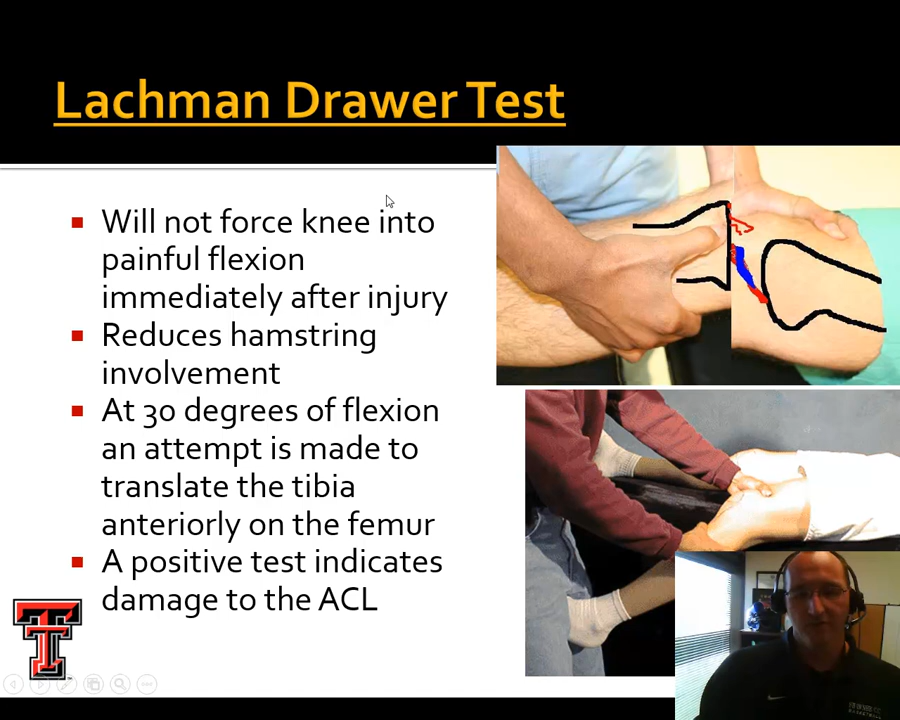 Lachman Drawer Test
Will not force knee into
painful flexion
immediately after injury
Reduces hamstring
involvement
At 30 degrees of flexion
an attempt is made to
translate the tibia
anteriorly on the femur
A positive test indicates
damage to the ACL